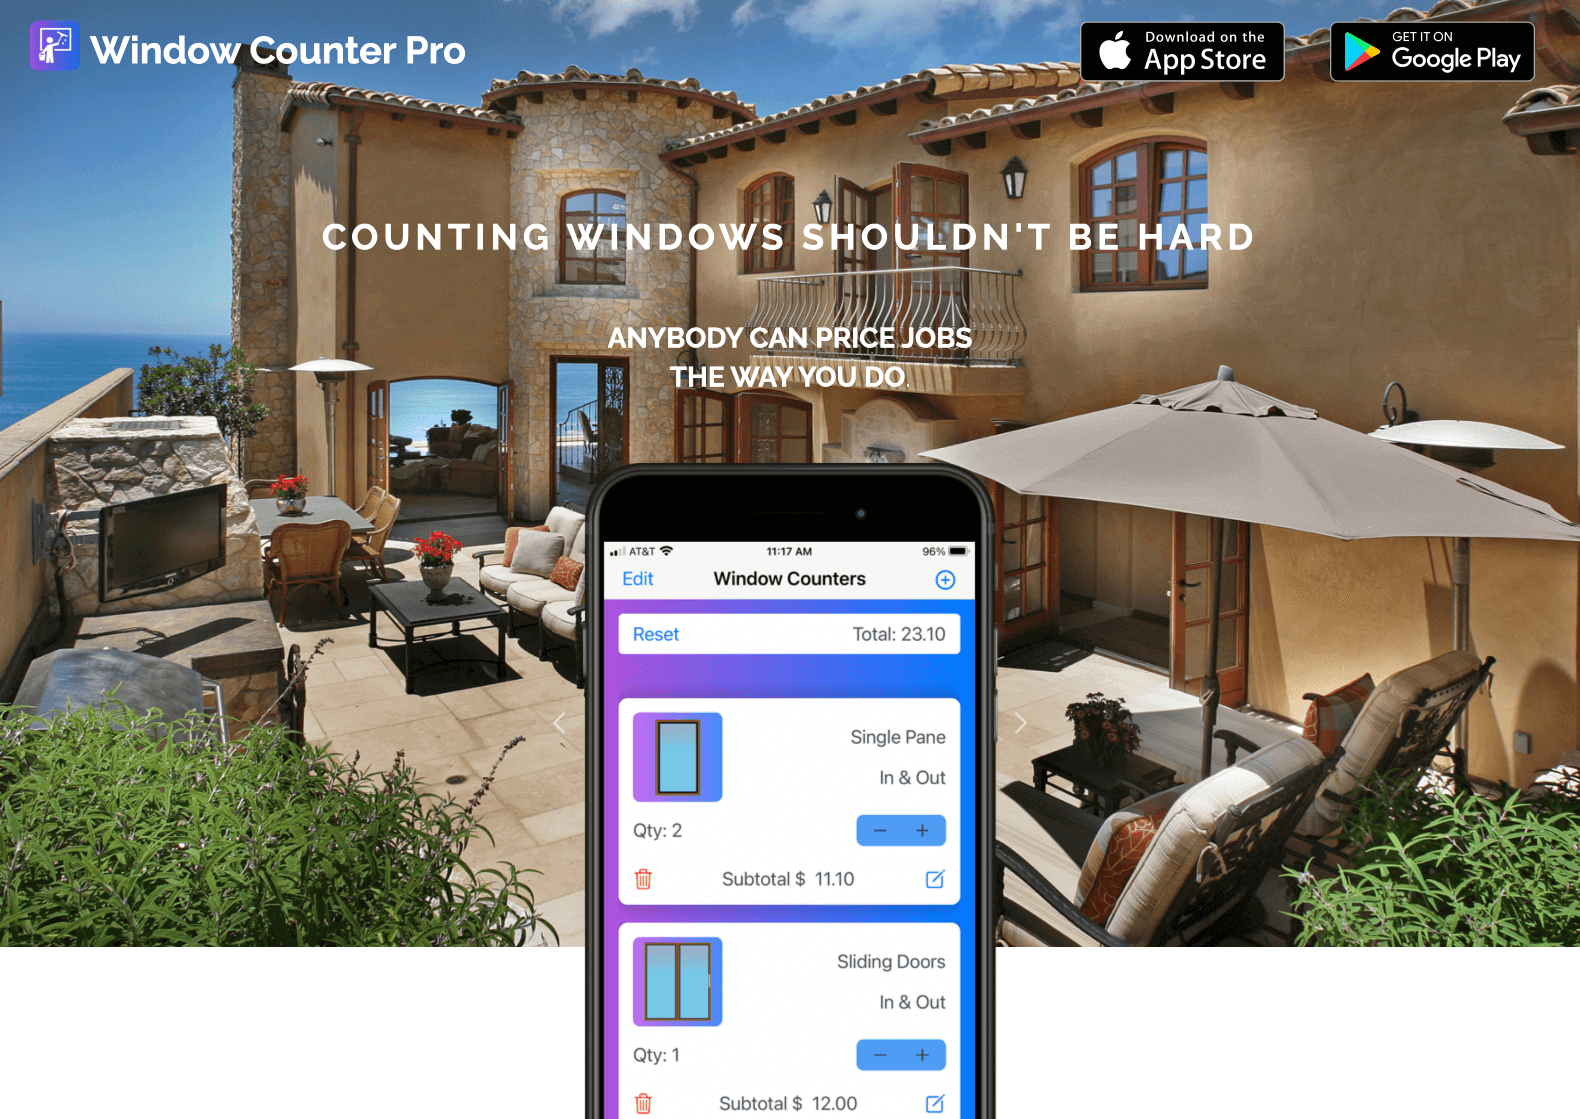 Window Counter Pro
Download on the
App Store
GET IT ON
Google Play
COUNTING WINDOWS SHOULDN'T BE HARD
ANYBODY CAN PRICE JOBS
THE WAY YOU DO.
AT&T 11:17 AM 96%
Edit Window Counters
Reset Total: 23.10
Single Pane
In & Out
Qty: 2
− +
Subtotal $ 11.10
Sliding Doors
In & Out
Qty: 1
− +
Subtotal $ 12.00